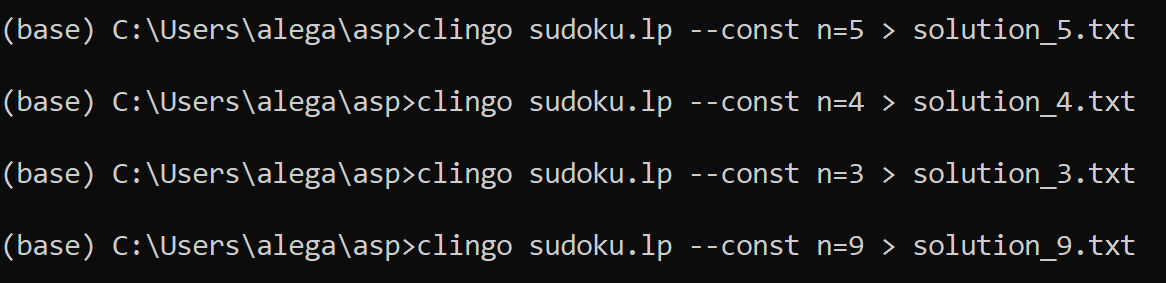 (base) C:\Users\alega\asp>clingo sudoku.lp --const n=5 > solution_5.txt
(base) C:\Users\alega\asp>clingo sudoku.lp --const n=4 > solution_4.txt
(base) C:\Users\alega\asp>clingo sudoku.lp --const n=3 > solution_3.txt
(base) C:\Users\alega\asp>clingo sudoku.lp --const n=9 > solution_9.txt